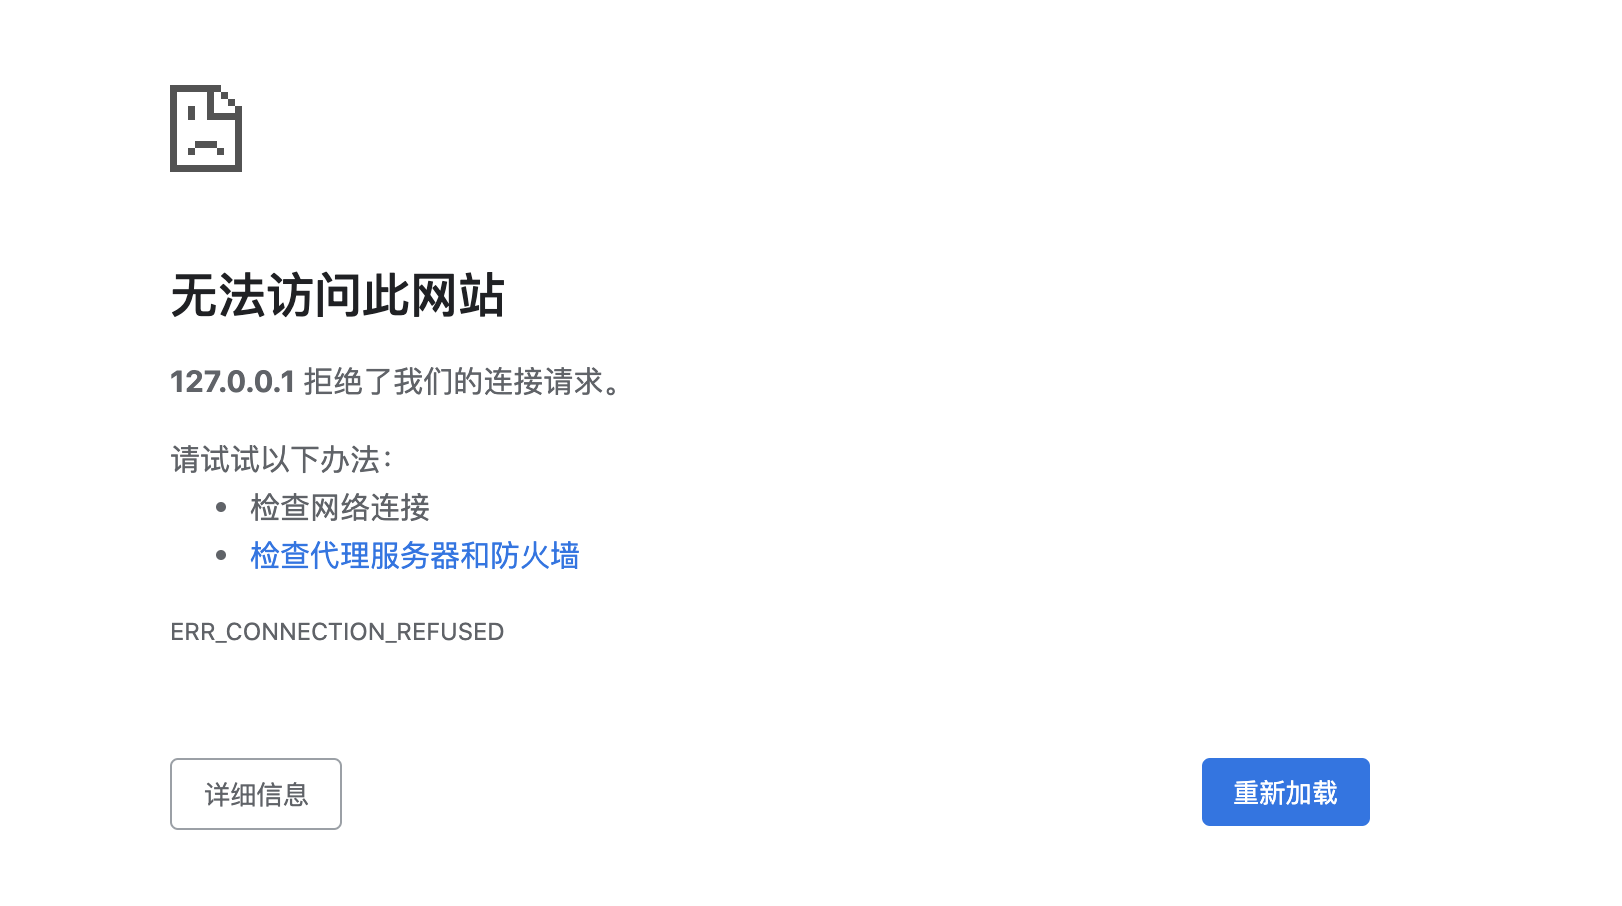 无法访问此网站
127.0.0.1 拒绝了我们的连接请求。
请试试以下办法：
• 检查网络连接
• 检查代理服务器和防火墙
ERR_CONNECTION_REFUSED
详细信息
重新加载